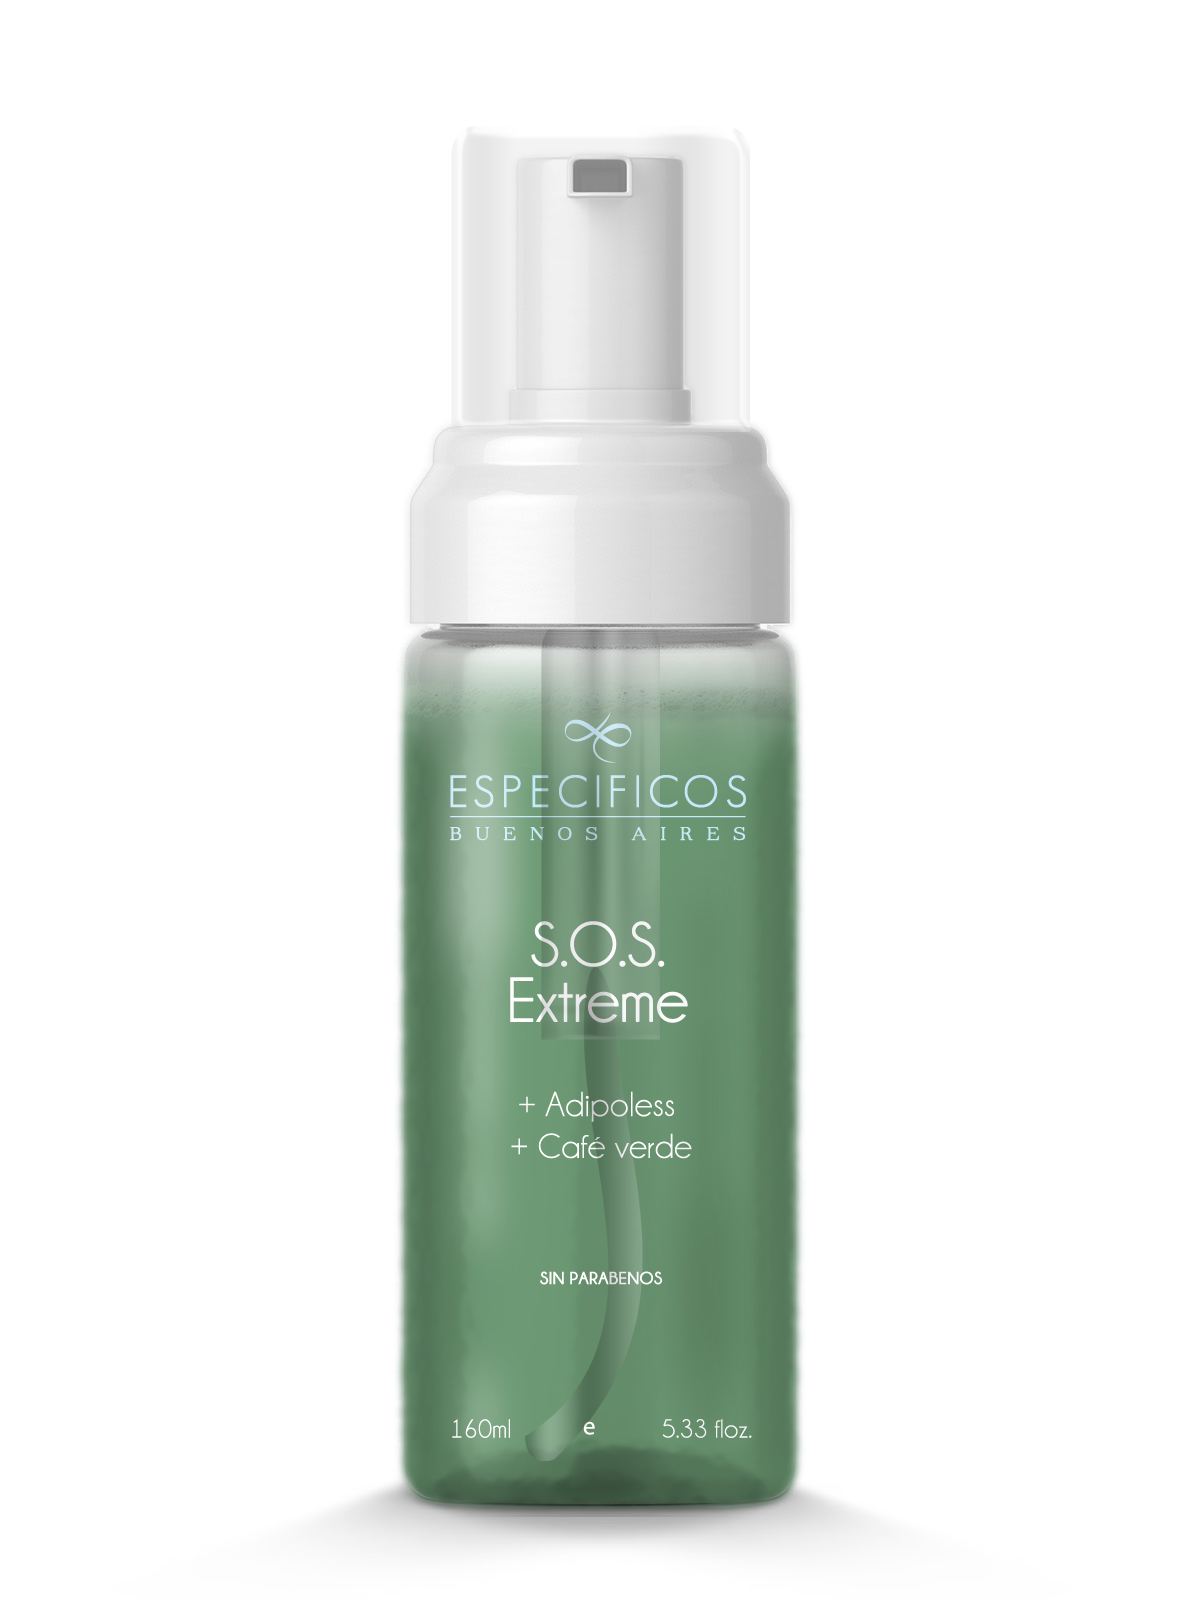 ESPECIFICOS
BUENOS AIRES
S.O.S.
Extreme
+ Adipoless
+ Café verde
SIN PARABENOS
160ml e 5.33 floz.